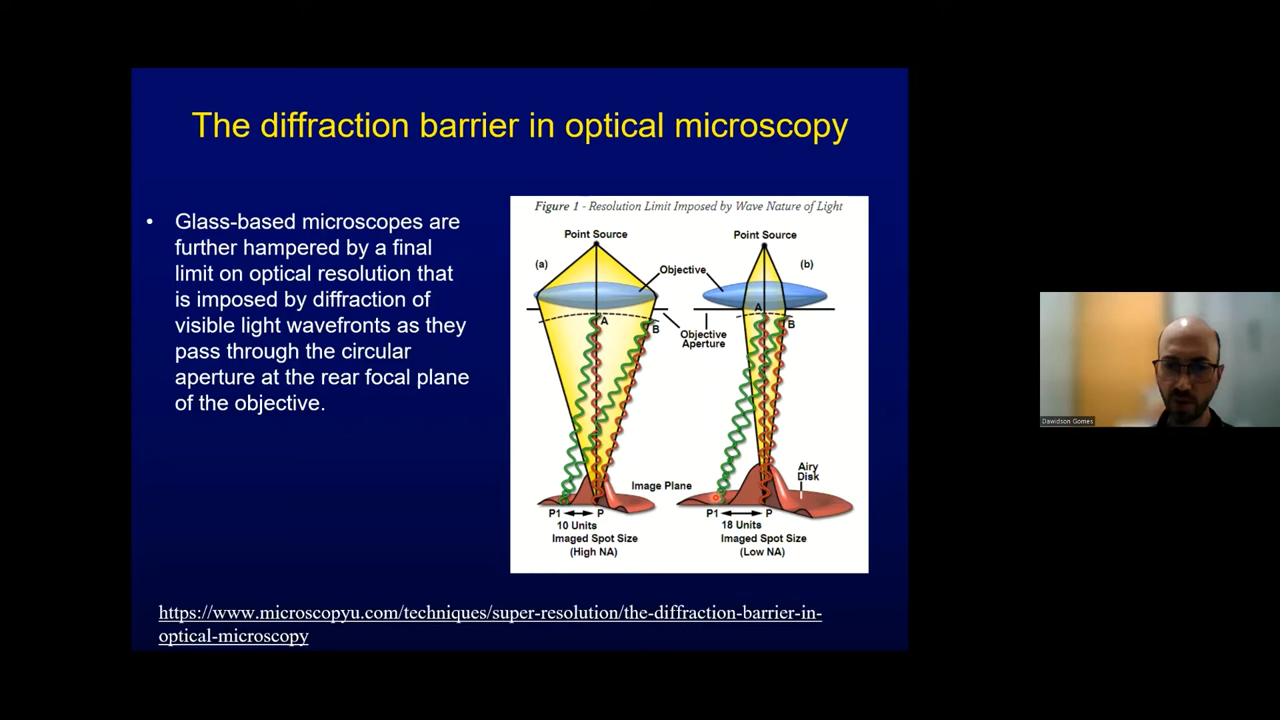 The diffraction barrier in optical microscopy
• Glass-based microscopes are
further hampered by a final
limit on optical resolution that
is imposed by diffraction of
visible light wavefronts as they
pass through the circular
aperture at the rear focal plane
of the objective.
Figure 1 - Resolution Limit Imposed by Wave Nature of Light
Point Source
Point Source
(a)
Objective
(b)
A
B
A
B
Objective
Aperture
Airy
Disk
Image Plane
P1
P
P1
P
10 Units
18 Units
Imaged Spot Size
Imaged Spot Size
(High NA)
(Low NA)
https://www.microscopyu.com/techniques/super-resolution/the-diffraction-barrier-in-
optical-microscopy
Dawidson Gomes